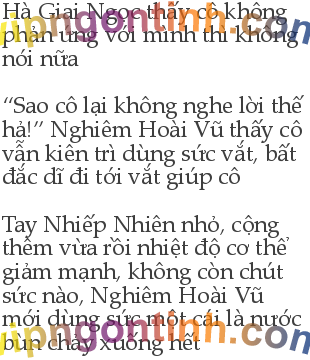 Hà Giai Ngọc thấy cô không
phản ứng với mình thì không
nói nữa
“Sao cô lại không nghe lời thế
hả!” Nghiêm Hoài Vũ thấy cô
vẫn kiên trì dùng sức vắt, bất
đắc dĩ đi tới vắt giúp cô
Tay Nhiếp Nhiên nhỏ, cộng
thêm vừa rồi nhiệt độ cơ thể
giảm mạnh, không còn chút
sức nào, Nghiêm Hoài Vũ
mới dùng sức một cái là nước
bùn chảy xuống hết
vipngontinh.com
vipngontinh.com